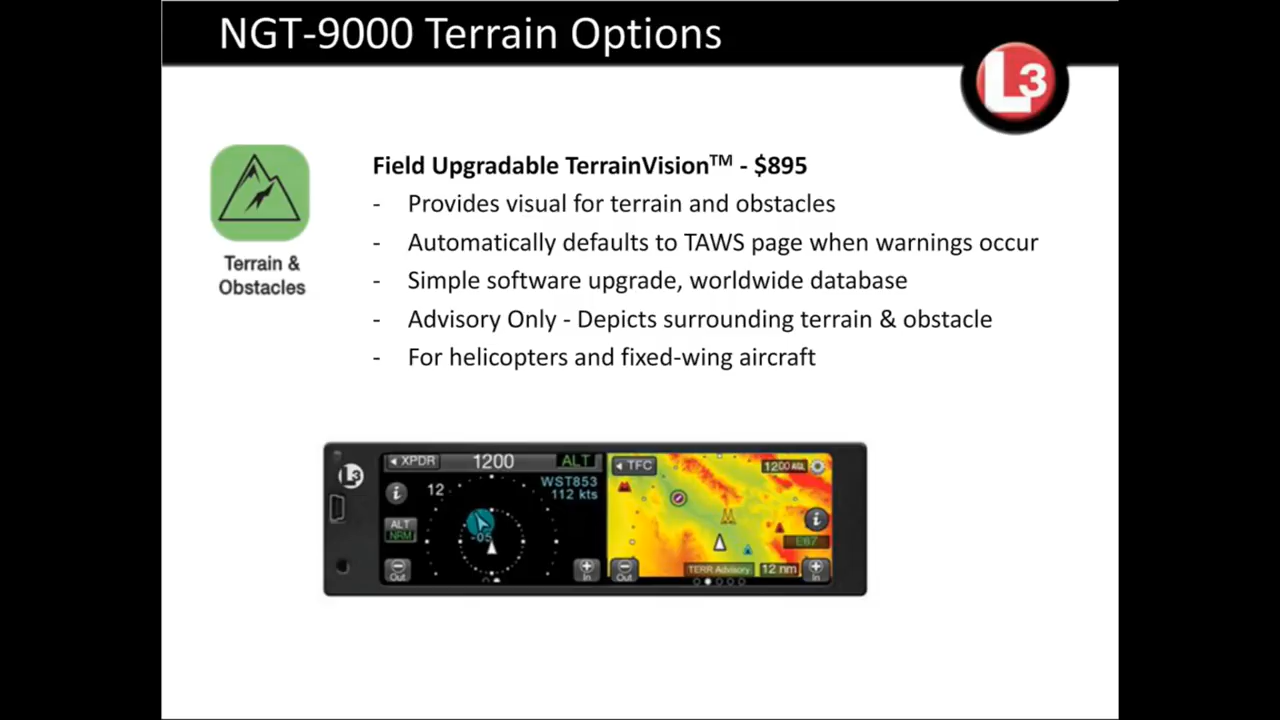 NGT-9000 Terrain Options
L3
Field Upgradable TerrainVision™ - $895
- Provides visual for terrain and obstacles
- Automatically defaults to TAWS page when warnings occur
- Simple software upgrade, worldwide database
- Advisory Only - Depicts surrounding terrain & obstacle
- For helicopters and fixed-wing aircraft
Terrain &
Obstacles
L3
XPDR 1200 ALT
WST853
112 kts
i 12
ALT
NRM
-05
Out In
TFC 1200 AGL
i
Out TERR Advisory 12 nm In